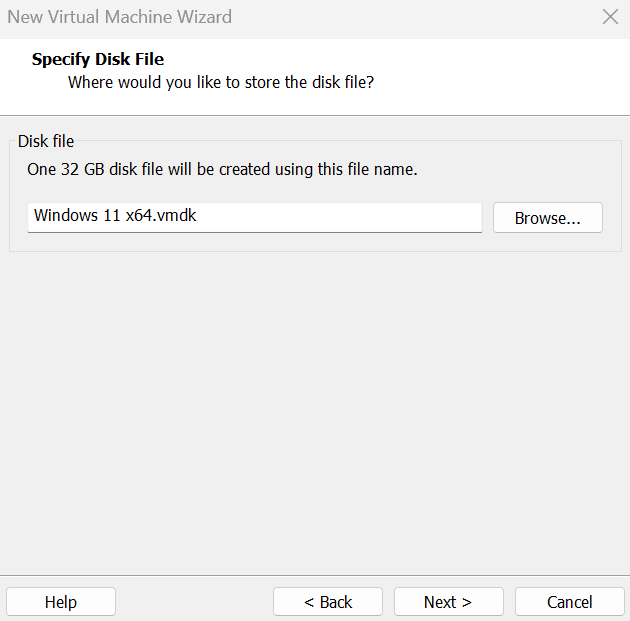 New Virtual Machine Wizard
Specify Disk File
Where would you like to store the disk file?
Disk file
One 32 GB disk file will be created using this file name.
Windows 11 x64.vmdk
Browse...
Help
< Back
Next >
Cancel